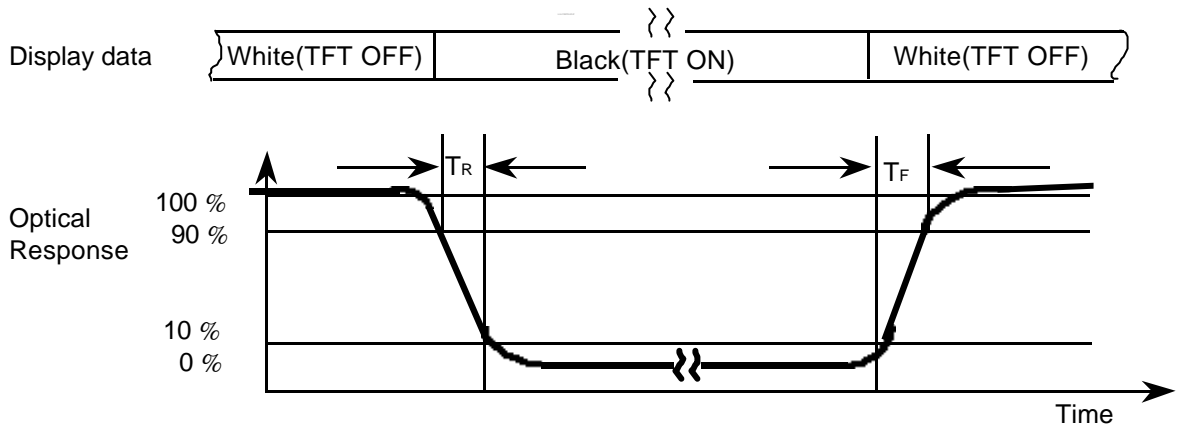 Display data
White(TFT OFF)
Black(TFT ON)
White(TFT OFF)
TR
TF
Optical
Response
100 %
90 %
10 %
0 %
Time